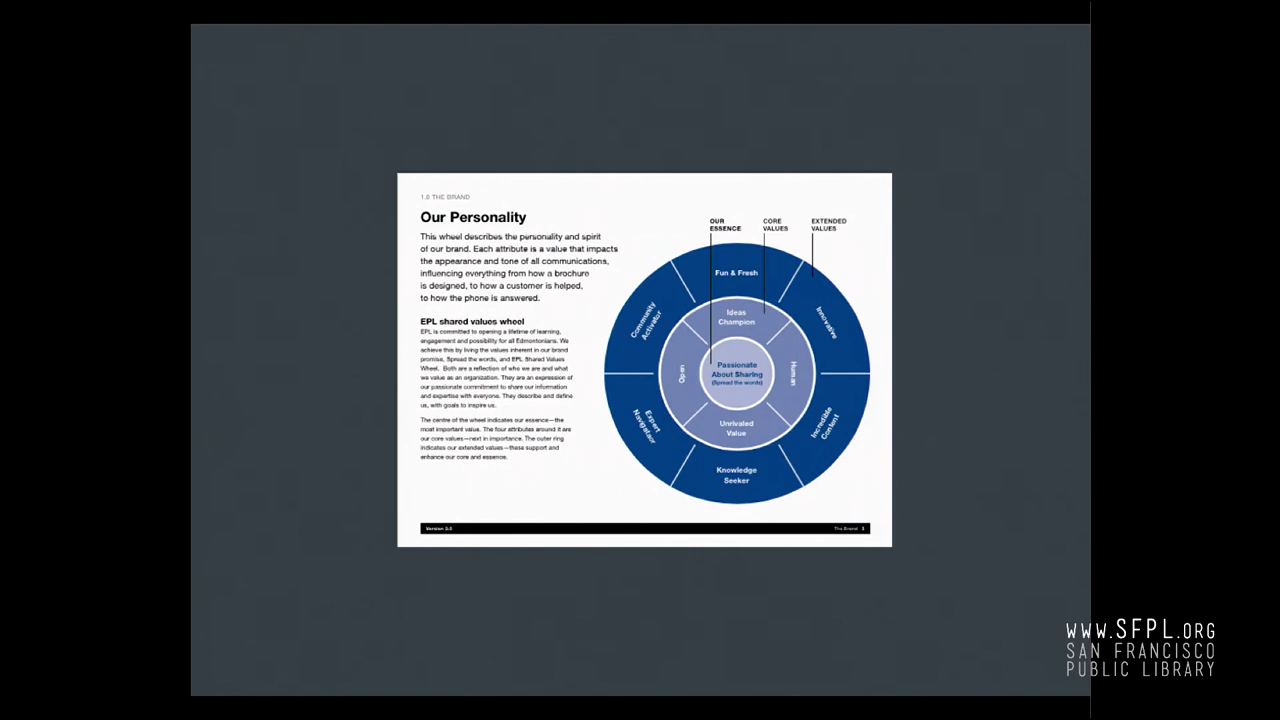 1.0 THE BRAND
Our Personality
This wheel describes the personality and spirit
of our brand. Each attribute is a value that impacts
the appearance and tone of all communications,
influencing everything from how a brochure
is designed, to how a customer is helped,
to how the phone is answered.
EPL shared values wheel
EPL is committed to opening a lifetime of learning,
engagement and possibility for all Edmontonians. We
achieve this by living the values inherent in our brand
promise, Spread the words, and EPL Shared Values
Wheel. Both are a reflection of who we are and what
we value as an organization. They are an expression of
our passionate commitment to share our information
and expertise with everyone. They describe and define
us, with goals to inspire us.
The centre of the wheel indicates our essence—the
most important value. The four attributes around it are
our core values—next in importance. The outer ring
indicates our extended values—these support and
enhance our core and essence.
OUR
ESSENCE
CORE
VALUES
EXTENDED
VALUES
Fun & Fresh
Innovative
Incredible
Content
Knowledge
Seeker
Expert
Navigator
Community
Activator
Ideas
Champion
Human
Unrivaled
Value
Open
Passionate
About Sharing
(Spread the words)
Version 2.0
The Brand 3
WWW.SFPL.ORG
SAN FRANCISCO
PUBLIC LIBRARY